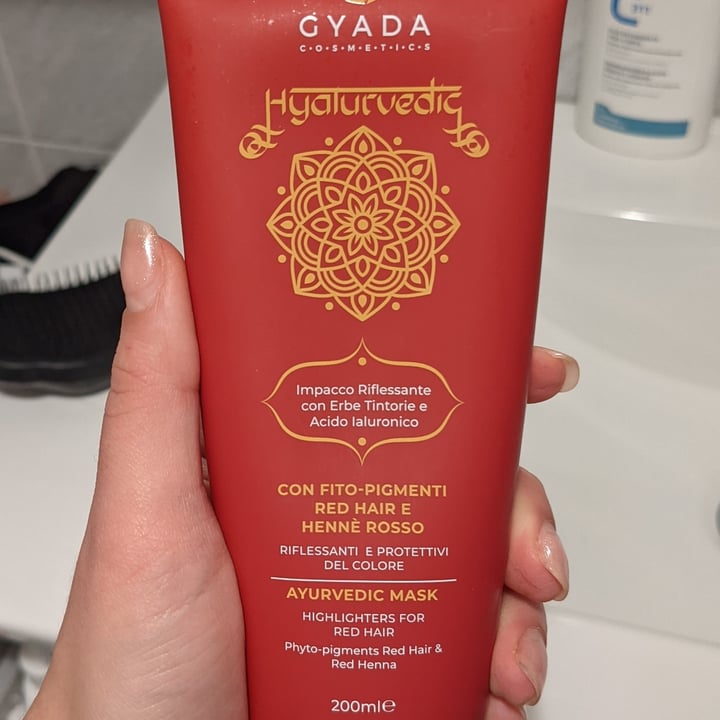 GYADA
C•O•S•M•E•T•I•C•S
Hyalurvedic
Impacco Riflessante
con Erbe Tintorie e
Acido Ialuronico
CON FITO-PIGMENTI
RED HAIR E
HENNÈ ROSSO
RIFLESSANTI E PROTETTIVI
DEL COLORE
AYURVEDIC MASK
HIGHLIGHTERS FOR
RED HAIR
Phyto-pigments Red Hair &
Red Henna
200ml℮